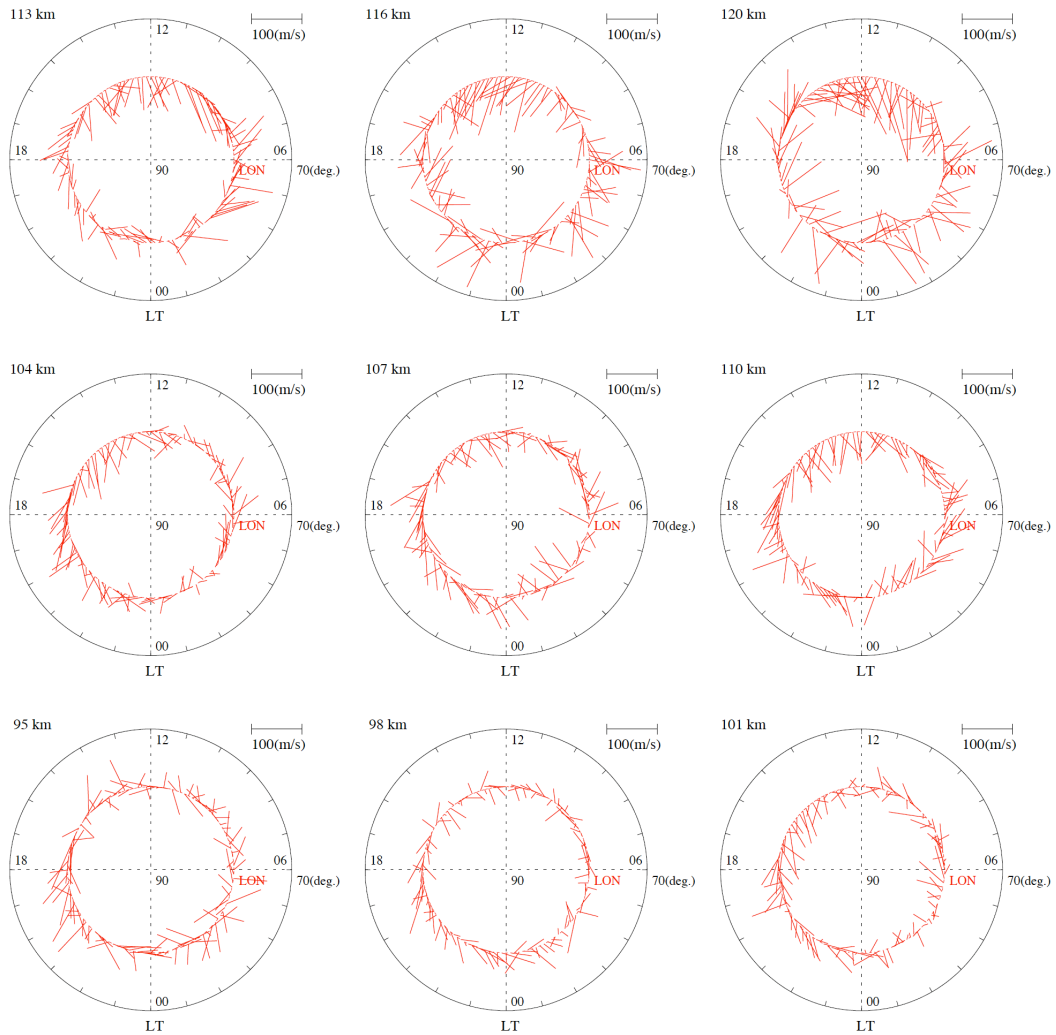 113 km
100(m/s)
12
18
06
90
LON
70(deg.)
00
LT
116 km
100(m/s)
12
18
06
90
LON
70(deg.)
00
LT
120 km
100(m/s)
12
18
06
90
LON
70(deg.)
00
LT
104 km
100(m/s)
12
18
06
90
LON
70(deg.)
00
LT
107 km
100(m/s)
12
18
06
90
LON
70(deg.)
00
LT
110 km
100(m/s)
12
18
06
90
LON
70(deg.)
00
LT
95 km
100(m/s)
12
18
06
90
LON
70(deg.)
00
LT
98 km
100(m/s)
12
18
06
90
LON
70(deg.)
00
LT
101 km
100(m/s)
12
18
06
90
LON
70(deg.)
00
LT